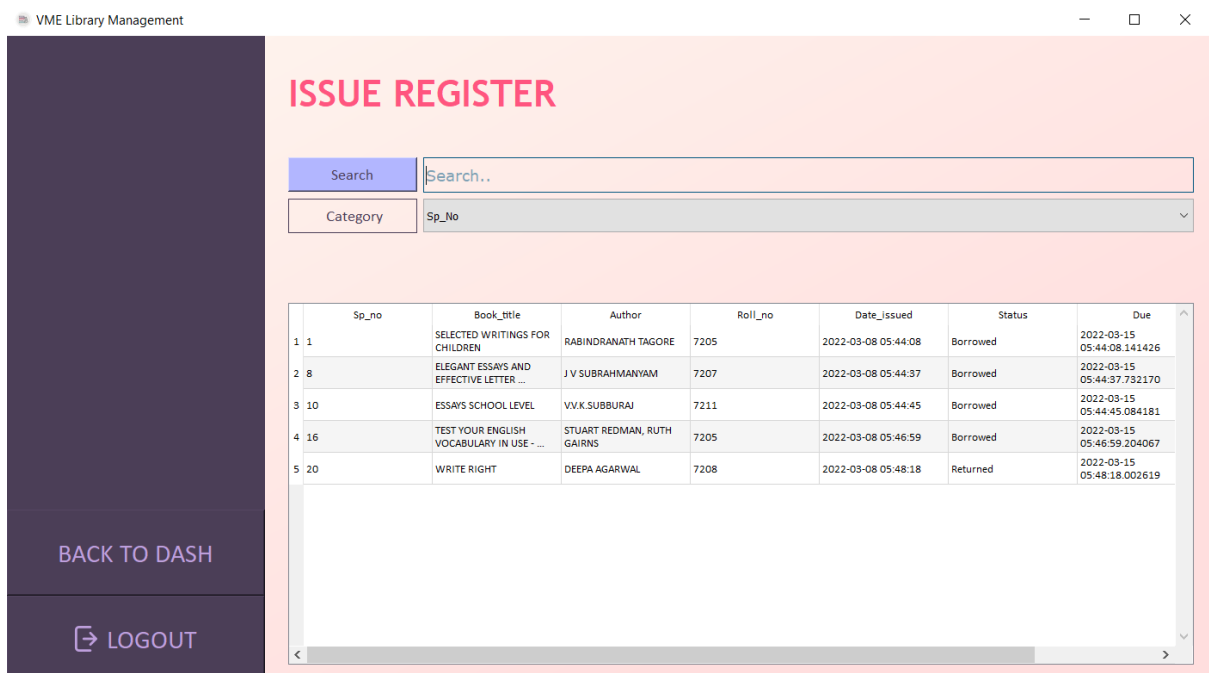 VME Library Management
ISSUE REGISTER
Search
Search..
Category
Sp_No
Sp_no Book_title Author Roll_no Date_issued Status Due
1 1 SELECTED WRITINGS FOR CHILDREN RABINDRANATH TAGORE 7205 2022-03-08 05:44:08 Borrowed 2022-03-15 05:44:08.141426
2 8 ELEGANT ESSAYS AND EFFECTIVE LETTER ... J V SUBRAHMANYAM 7207 2022-03-08 05:44:37 Borrowed 2022-03-15 05:44:37.732170
3 10 ESSAYS SCHOOL LEVEL V.V.K.SUBBURAJ 7211 2022-03-08 05:44:45 Borrowed 2022-03-15 05:44:45.084181
4 16 TEST YOUR ENGLISH VOCABULARY IN USE - ... STUART REDMAN, RUTH GAIRNS 7205 2022-03-08 05:46:59 Borrowed 2022-03-15 05:46:59.204067
5 20 WRITE RIGHT DEEPA AGARWAL 7208 2022-03-08 05:48:18 Returned 2022-03-15 05:48:18.002619
BACK TO DASH
LOGOUT